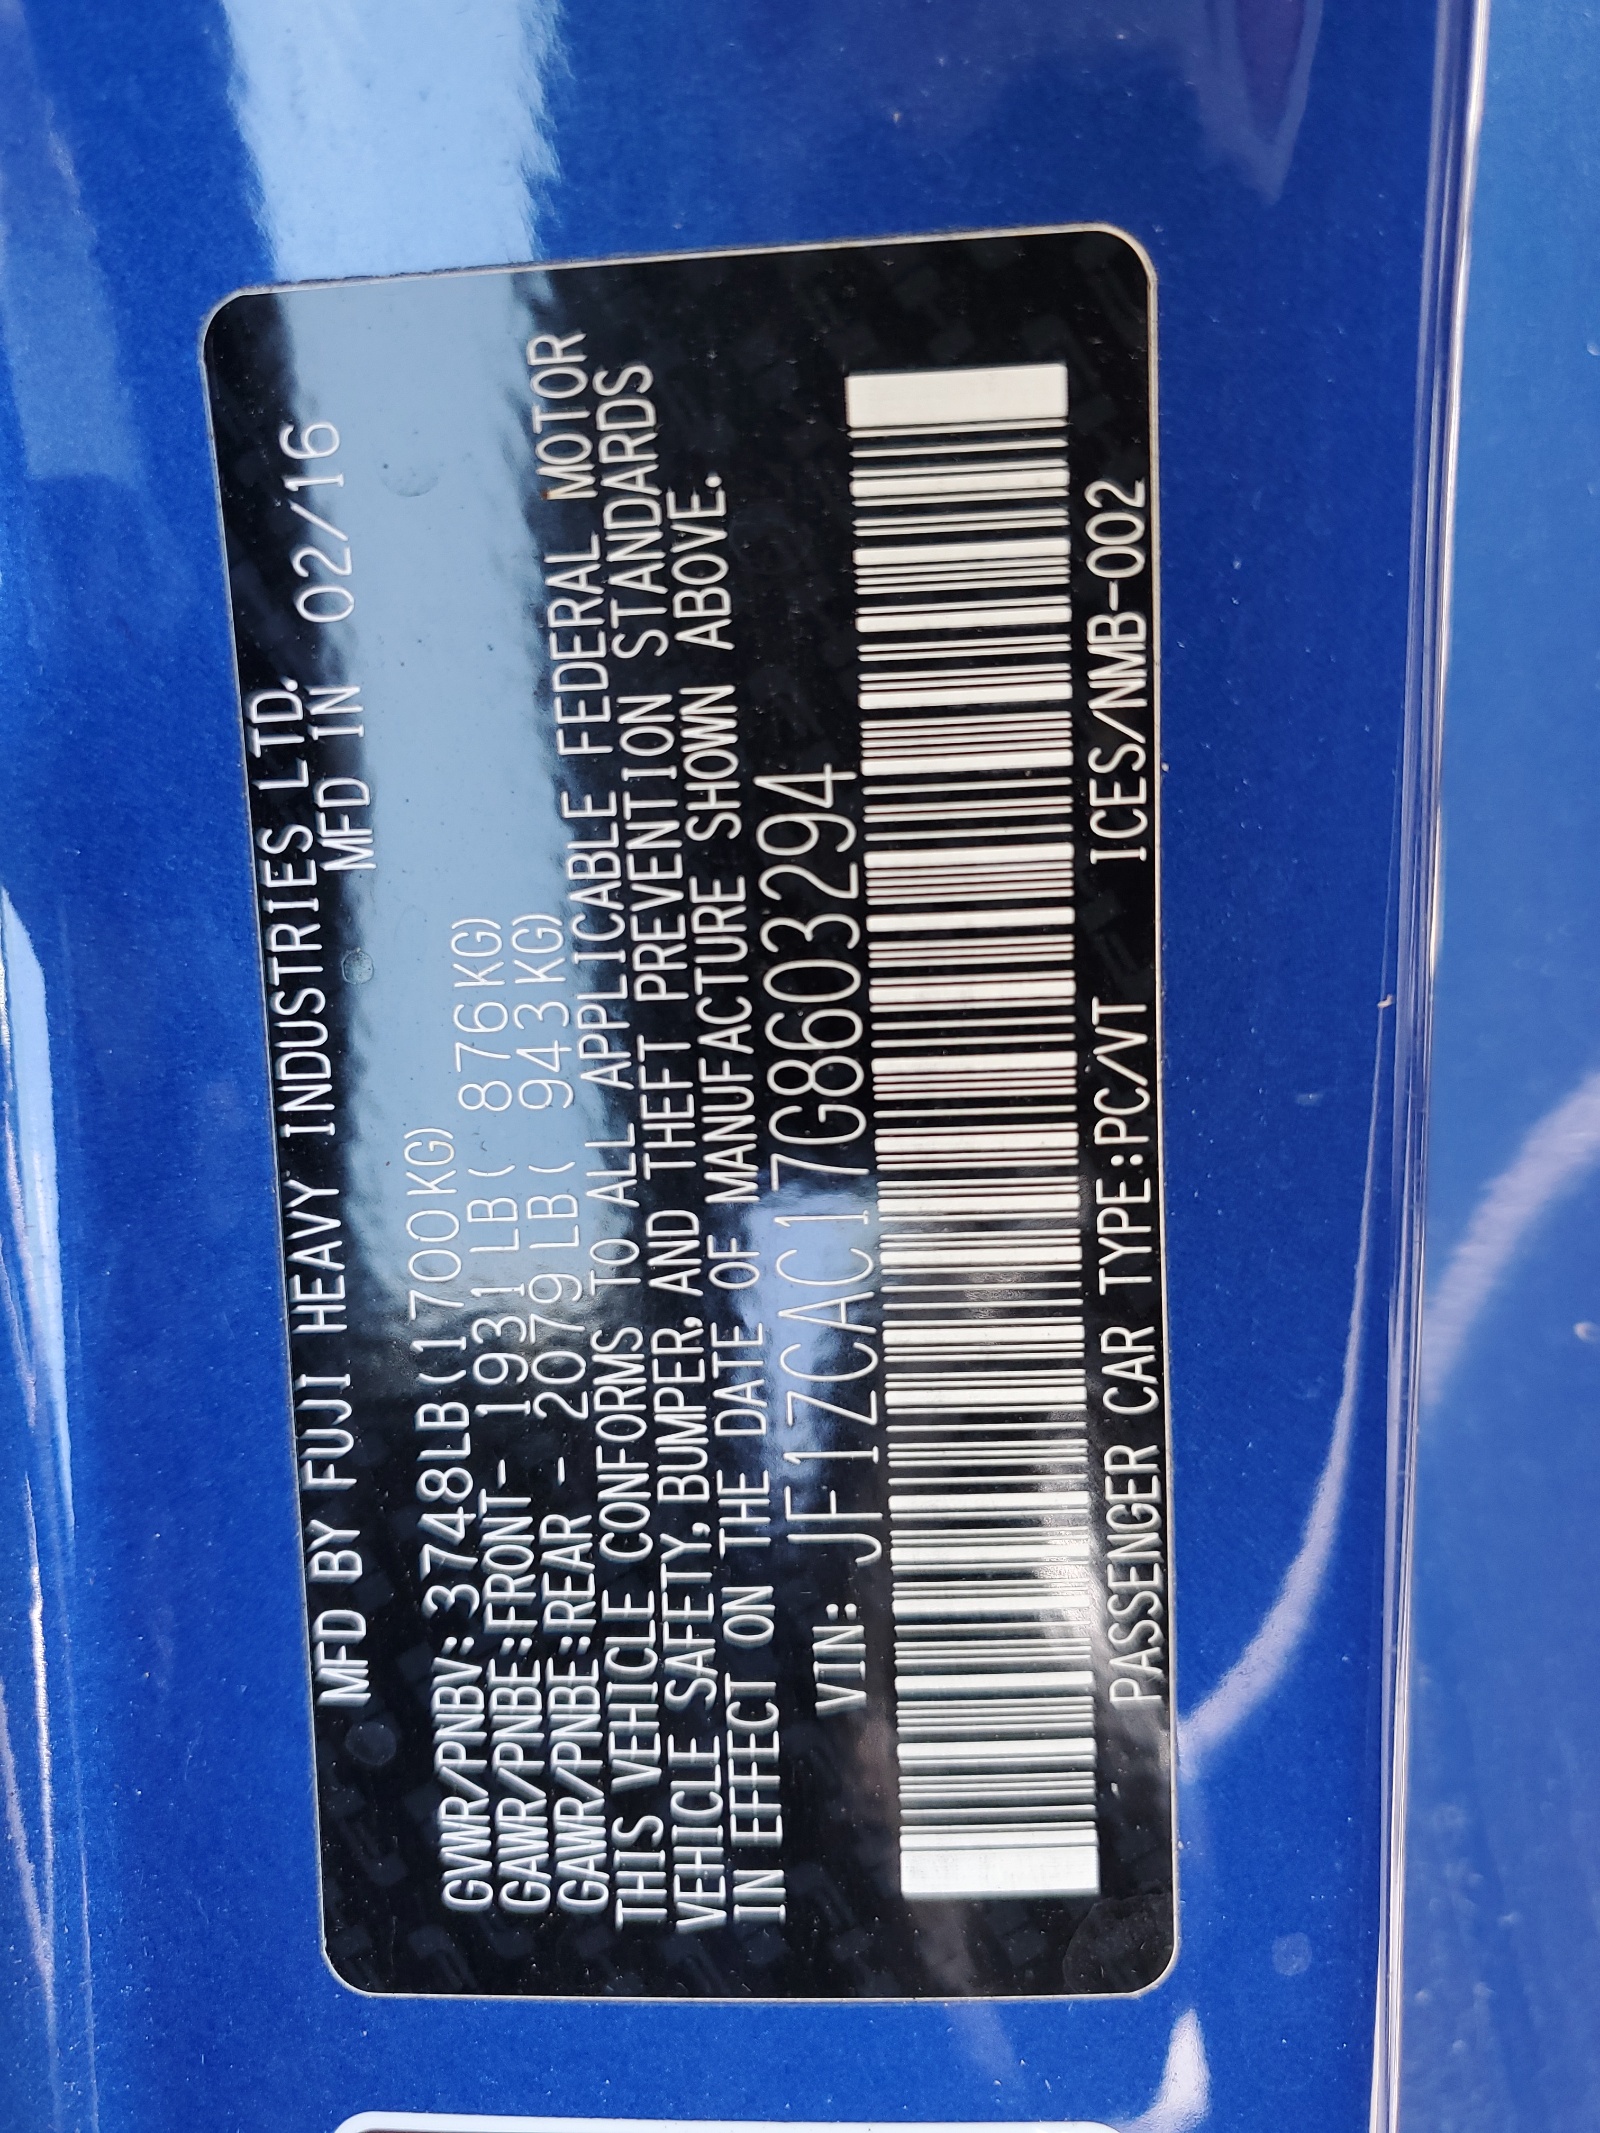 MFD BY FUJI HEAVY INDUSTRIES LTD.
MFD IN 02/16
GVWR/PNBV: 3748LB(1700KG)
GAWR/PNBE:FRONT- 1931LB( 876KG)
GAWR/PNBE:REAR - 2079LB( 943KG)
THIS VEHICLE CONFORMS TO ALL APPLICABLE FEDERAL MOTOR
VEHICLE SAFETY, BUMPER, AND THEFT PREVENTION STANDARDS
IN EFFECT ON THE DATE OF MANUFACTURE SHOWN ABOVE.
VIN: JF1ZCAC17G8603294
PASSENGER CAR TYPE:PC/VT ICES/NMB-002